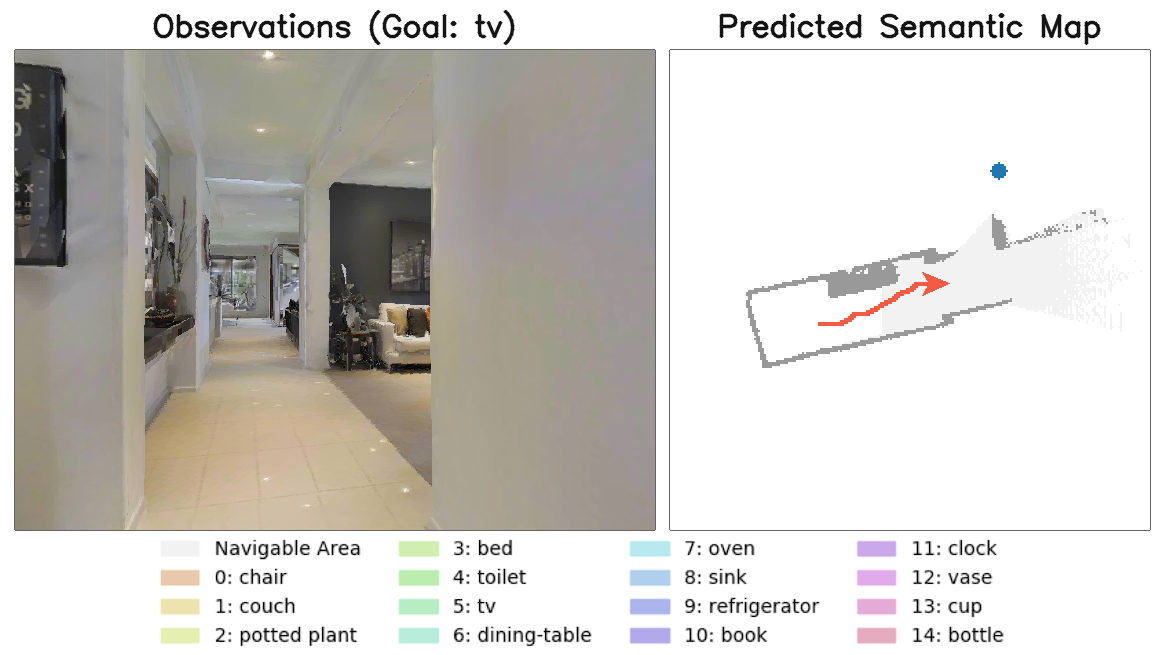 Observations (Goal: tv)
Predicted Semantic Map
Navigable Area
0: chair
1: couch
2: potted plant
3: bed
4: toilet
5: tv
6: dining-table
7: oven
8: sink
9: refrigerator
10: book
11: clock
12: vase
13: cup
14: bottle